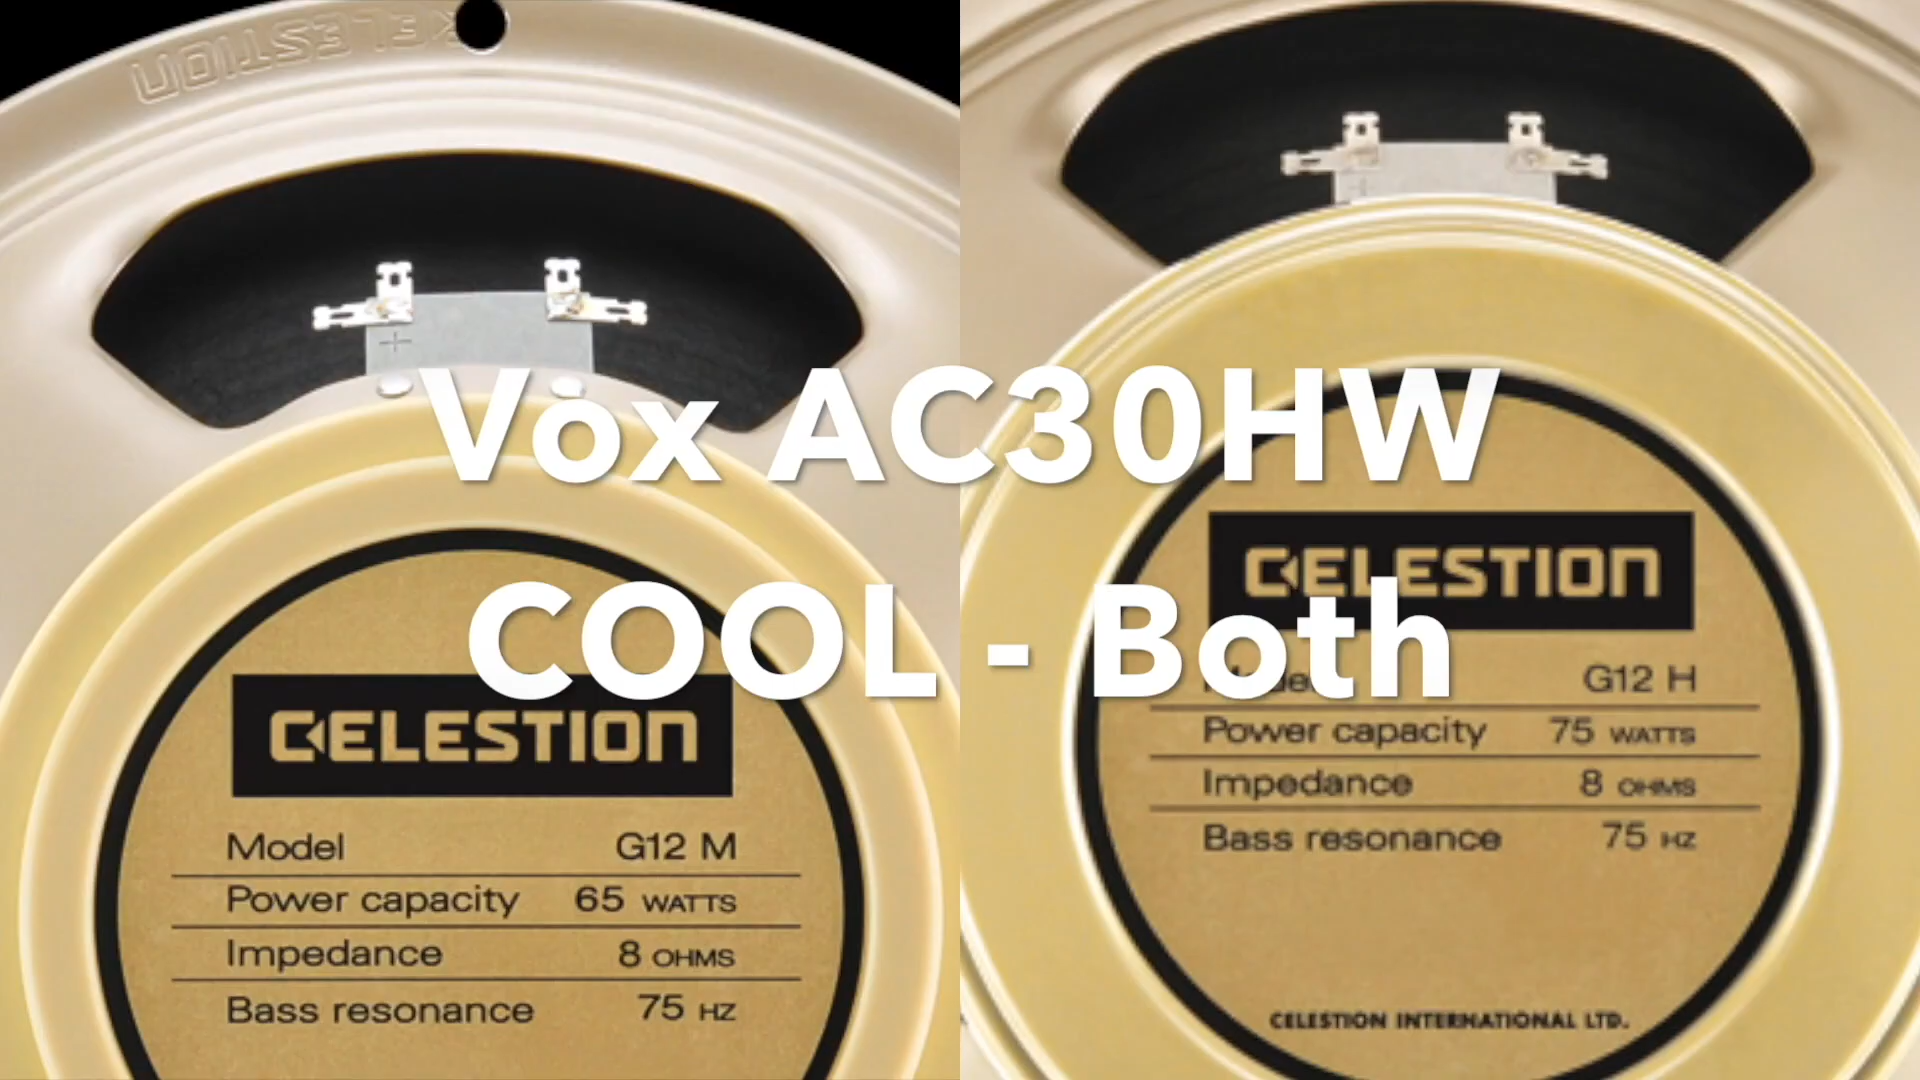 CELESTION
Vox AC30HW
COOL - Both
CELESTION
Model G12 M
Power capacity 65 WATTS
Impedance 8 OHMS
Bass resonance 75 HZ
CELESTION
Model G12 H
Power capacity 75 WATTS
Impedance 8 OHMS
Bass resonance 75 HZ
CELESTION INTERNATIONAL LTD.